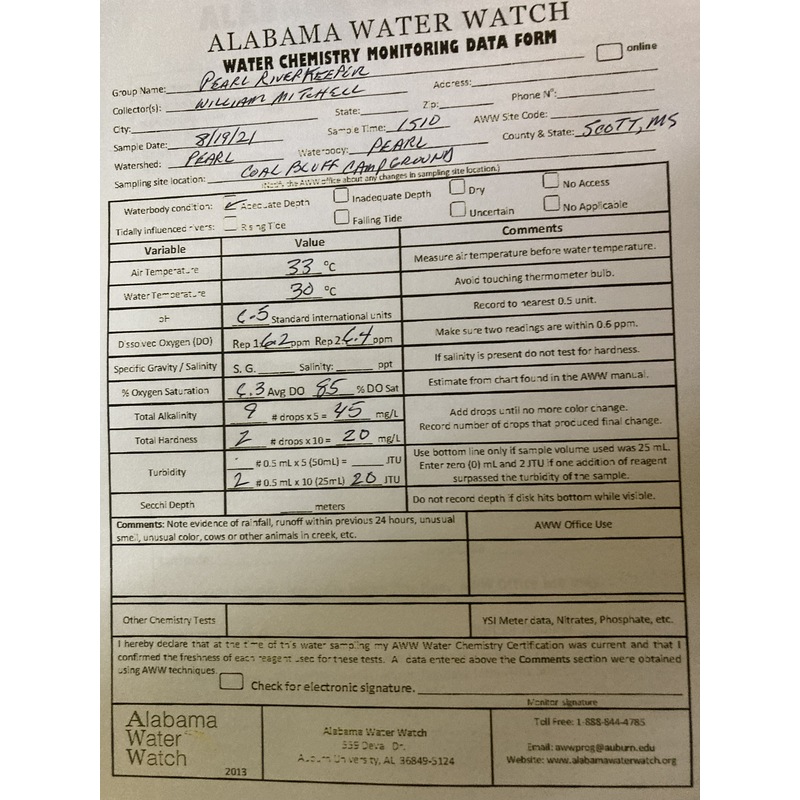 ALABAMA WATER WATCH
WATER CHEMISTRY MONITORING DATA FORM
online
Group Name: PEARL RIVERKEEPER
Collector(s): WILLIAM MITCHELL Address:
City: State: Zip: Phone Nº:
Sample Date: 8/19/21 Sample Time: 1510 AWW Site Code:
Watershed: PEARL Waterbody: PEARL County & State: SCOTT, MS
Sampling site location: COAL BLUFF CAMPGROUND
(Notify the AWW office about any changes in sampling site location.)
Waterbody condition: ✓ Adequate Depth Inadequate Depth Dry No Access
Tidally influenced rivers: Rising Tide Falling Tide Uncertain No Applicable
Variable Value Comments
Air Temperature 33 °C Measure air temperature before water temperature.
Water Temperature 30 °C Avoid touching thermometer bulb.
pH 6.5 Standard international units Record to nearest 0.5 unit.
Dissolved Oxygen (DO) Rep 1: 6.2 ppm Rep 2: 6.4 ppm Make sure two readings are within 0.6 ppm.
Specific Gravity / Salinity S. G. Salinity: ppt If salinity is present do not test for hardness.
% Oxygen Saturation 6.3 Avg DO 85 % DO Sat Estimate from chart found in the AWW manual.
Total Alkalinity 9 # drops x 5 = 45 mg/L Add drops until no more color change.
Total Hardness 2 # drops x 10 = 20 mg/L Record number of drops that produced final change.
Turbidity # 0.5 mL x 5 (50mL) = JTU Use bottom line only if sample volume used was 25 mL.
2 # 0.5 mL x 10 (25mL) 20 JTU Enter zero (0) mL and 2 JTU if one addition of reagent
surpassed the turbidity of the sample.
Secchi Depth meters Do not record depth if disk hits bottom while visible.
Comments: Note evidence of rainfall, runoff within previous 24 hours, unusual
smell, unusual color, cows or other animals in creek, etc.
AWW Office Use
Other Chemistry Tests YSI Meter data, Nitrates, Phosphate, etc.
I hereby declare that at the time of this water sampling my AWW Water Chemistry Certification was current and that I
confirmed the freshness of each reagent used for these tests. A data entered above the Comments section were obtained
using AWW techniques.
Check for electronic signature.
Monitor signature
Alabama
Water
Watch
2013
Alabama Water Watch
Dr.
Auburn University, AL 36849-5124
Toll Free: 1-888-844-4785
Email: awwprog@auburn.edu
Website: www.alabamawaterwatch.org